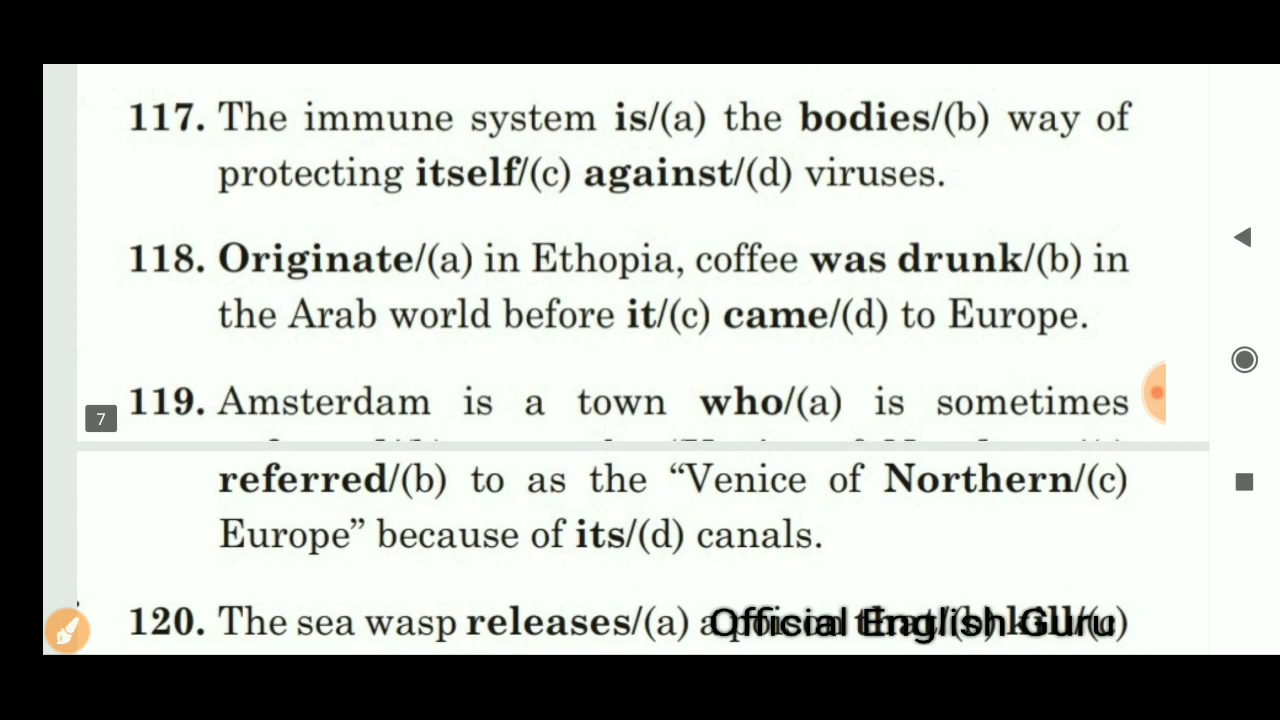 117. The immune system is/(a) the bodies/(b) way of
protecting itself/(c) against/(d) viruses.
118. Originate/(a) in Ethopia, coffee was drunk/(b) in
the Arab world before it/(c) came/(d) to Europe.
7
119. Amsterdam is a town who/(a) is sometimes
referred/(b) to as the “Venice of Northern/(c)
Europe” because of its/(d) canals.
120. The sea wasp releases/(a) a poison that/(b) kill/(c)
Official English Guru